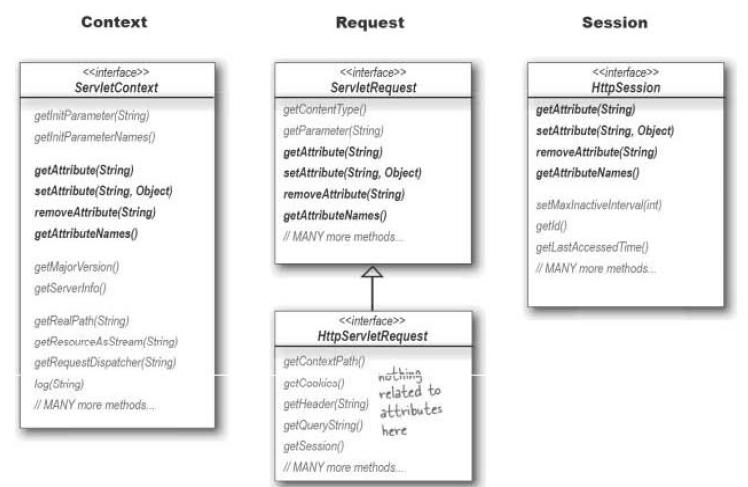 Context
<<interface>>
ServletContext
getInitParameter(String)
getInitParameterNames()
getAttribute(String)
setAttribute(String, Object)
removeAttribute(String)
getAttributeNames()
getMajorVersion()
getServerInfo()
getRealPath(String)
getResourceAsStream(String)
getRequestDispatcher(String)
log(String)
// MANY more methods...
Request
<<interface>>
ServletRequest
getContentType()
getParameter(String)
getAttribute(String)
setAttribute(String, Object)
removeAttribute(String)
getAttributeNames()
// MANY more methods...
<<interface>>
HttpServletRequest
getContextPath()
getCookies()
getHeader(String)
getQueryString()
getSession()
// MANY more methods...
nothing
related to
attributes
here
Session
<<interface>>
HttpSession
getAttribute(String)
setAttribute(String, Object)
removeAttribute(String)
getAttributeNames()
setMaxInactiveInterval(int)
getId()
getLastAccessedTime()
// MANY more methods...